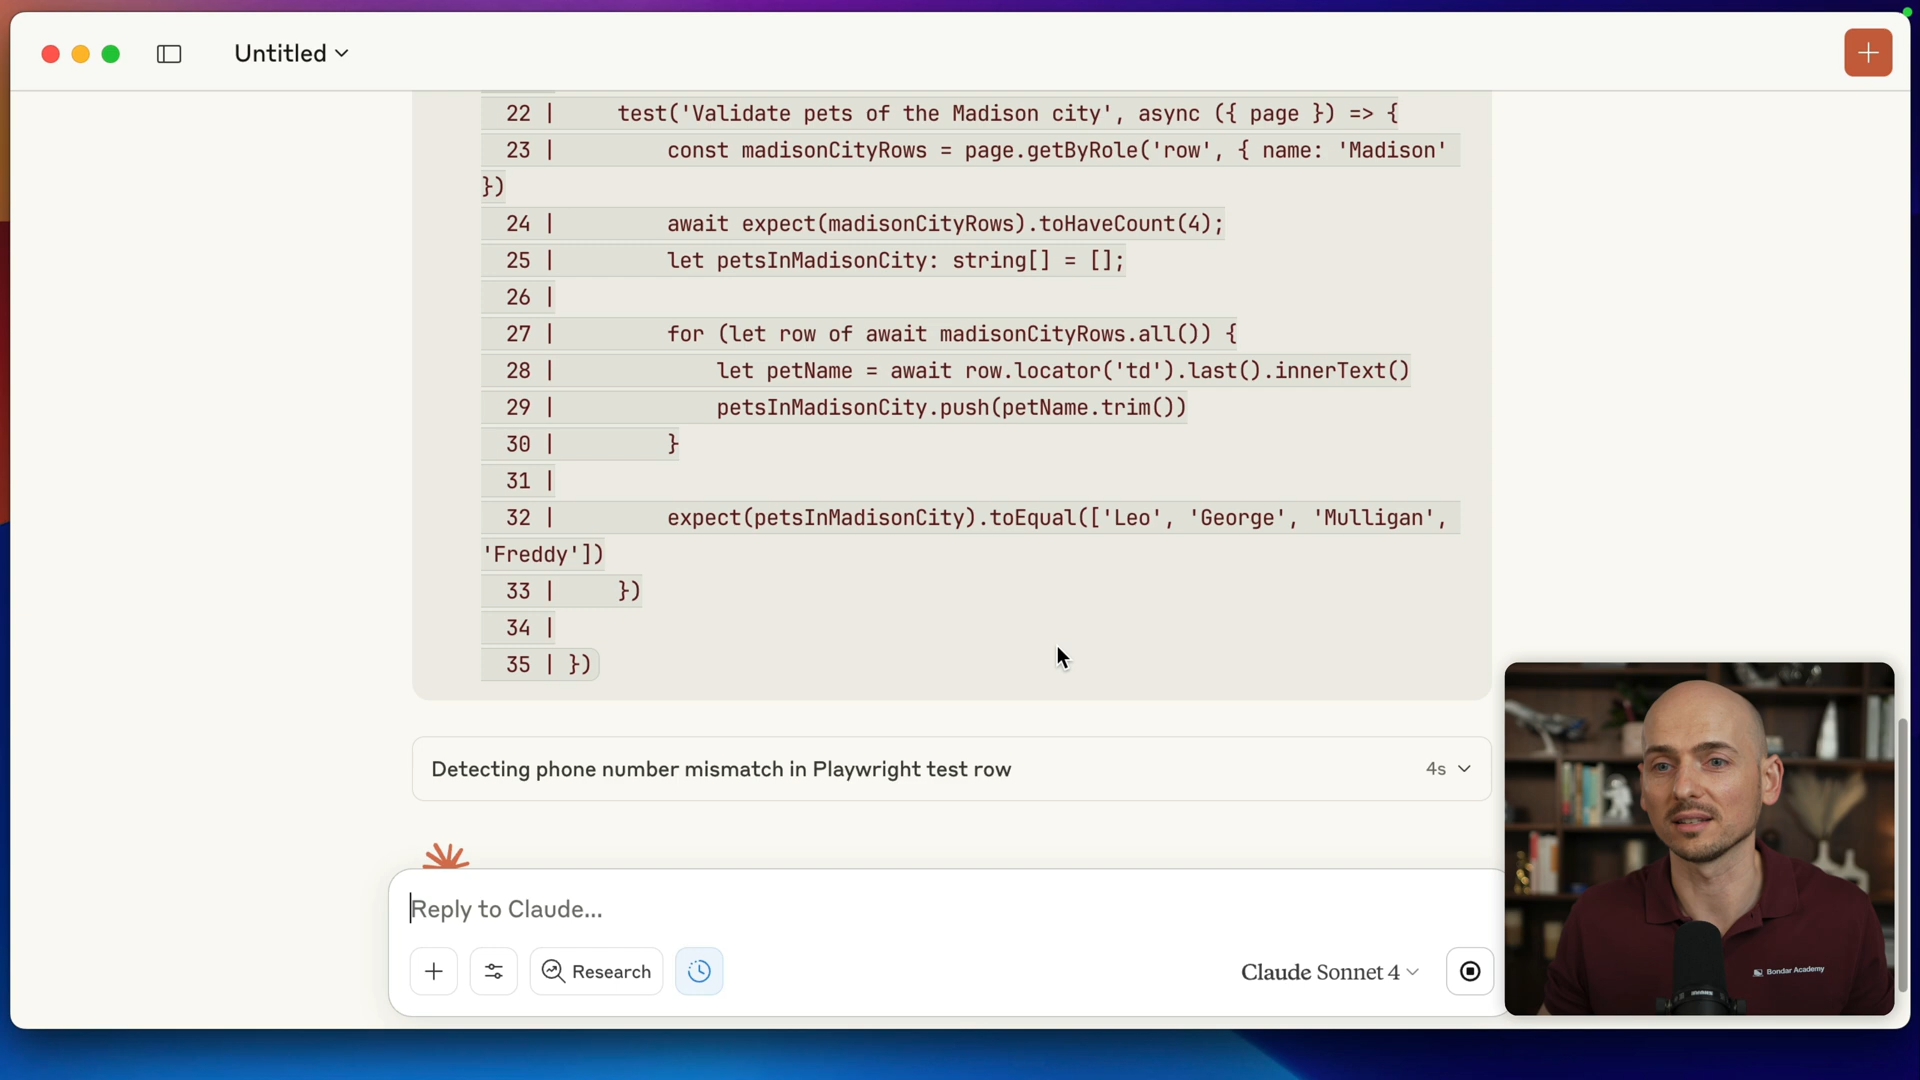 Untitled
22 |     test('Validate pets of the Madison city', async ({ page }) => {
23 |         const madisonCityRows = page.getByRole('row', { name: 'Madison'
})
24 |         await expect(madisonCityRows).toHaveCount(4);
25 |         let petsInMadisonCity: string[] = [];
26 |
27 |         for (let row of await madisonCityRows.all()) {
28 |             let petName = await row.locator('td').last().innerText()
29 |             petsInMadisonCity.push(petName.trim())
30 |         }
31 |
32 |         expect(petsInMadisonCity).toEqual(['Leo', 'George', 'Mulligan',
'Freddy'])
33 |     })
34 |
35 | })
Detecting phone number mismatch in Playwright test row 4s
Reply to Claude...
Research
Claude Sonnet 4
Bondar Academy